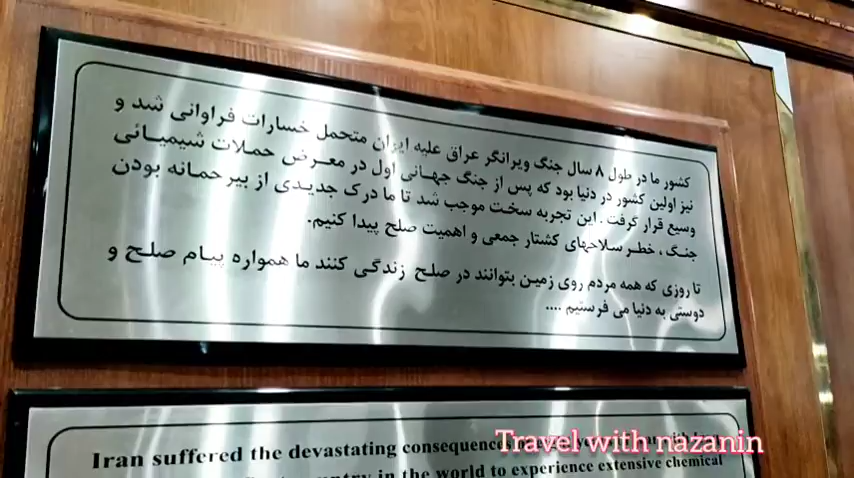 کشور ما در طول ۸ سال جنگ ویرانگر عراق علیه ایران متحمل خسارات فراوانی شد و
نیز اولین کشور در دنیا بود که پس از جنگ جهانی اول در معرض حملات شیمیائی
وسیع قرار گرفت. این تجربه سخت موجب شد تا ما درک جدیدی از بیرحمانه بودن
جنگ، خطر سلاحهای کشتار جمعی و اهمیت صلح پیدا کنیم.
تا روزی که همه مردم روی زمین بتوانند در صلح زندگی کنند ما همواره پیام صلح و
دوستی به دنیا می فرستیم ....
Iran suffered the devastating consequences
in the world to experience extensive chemical
Travel with nazanin